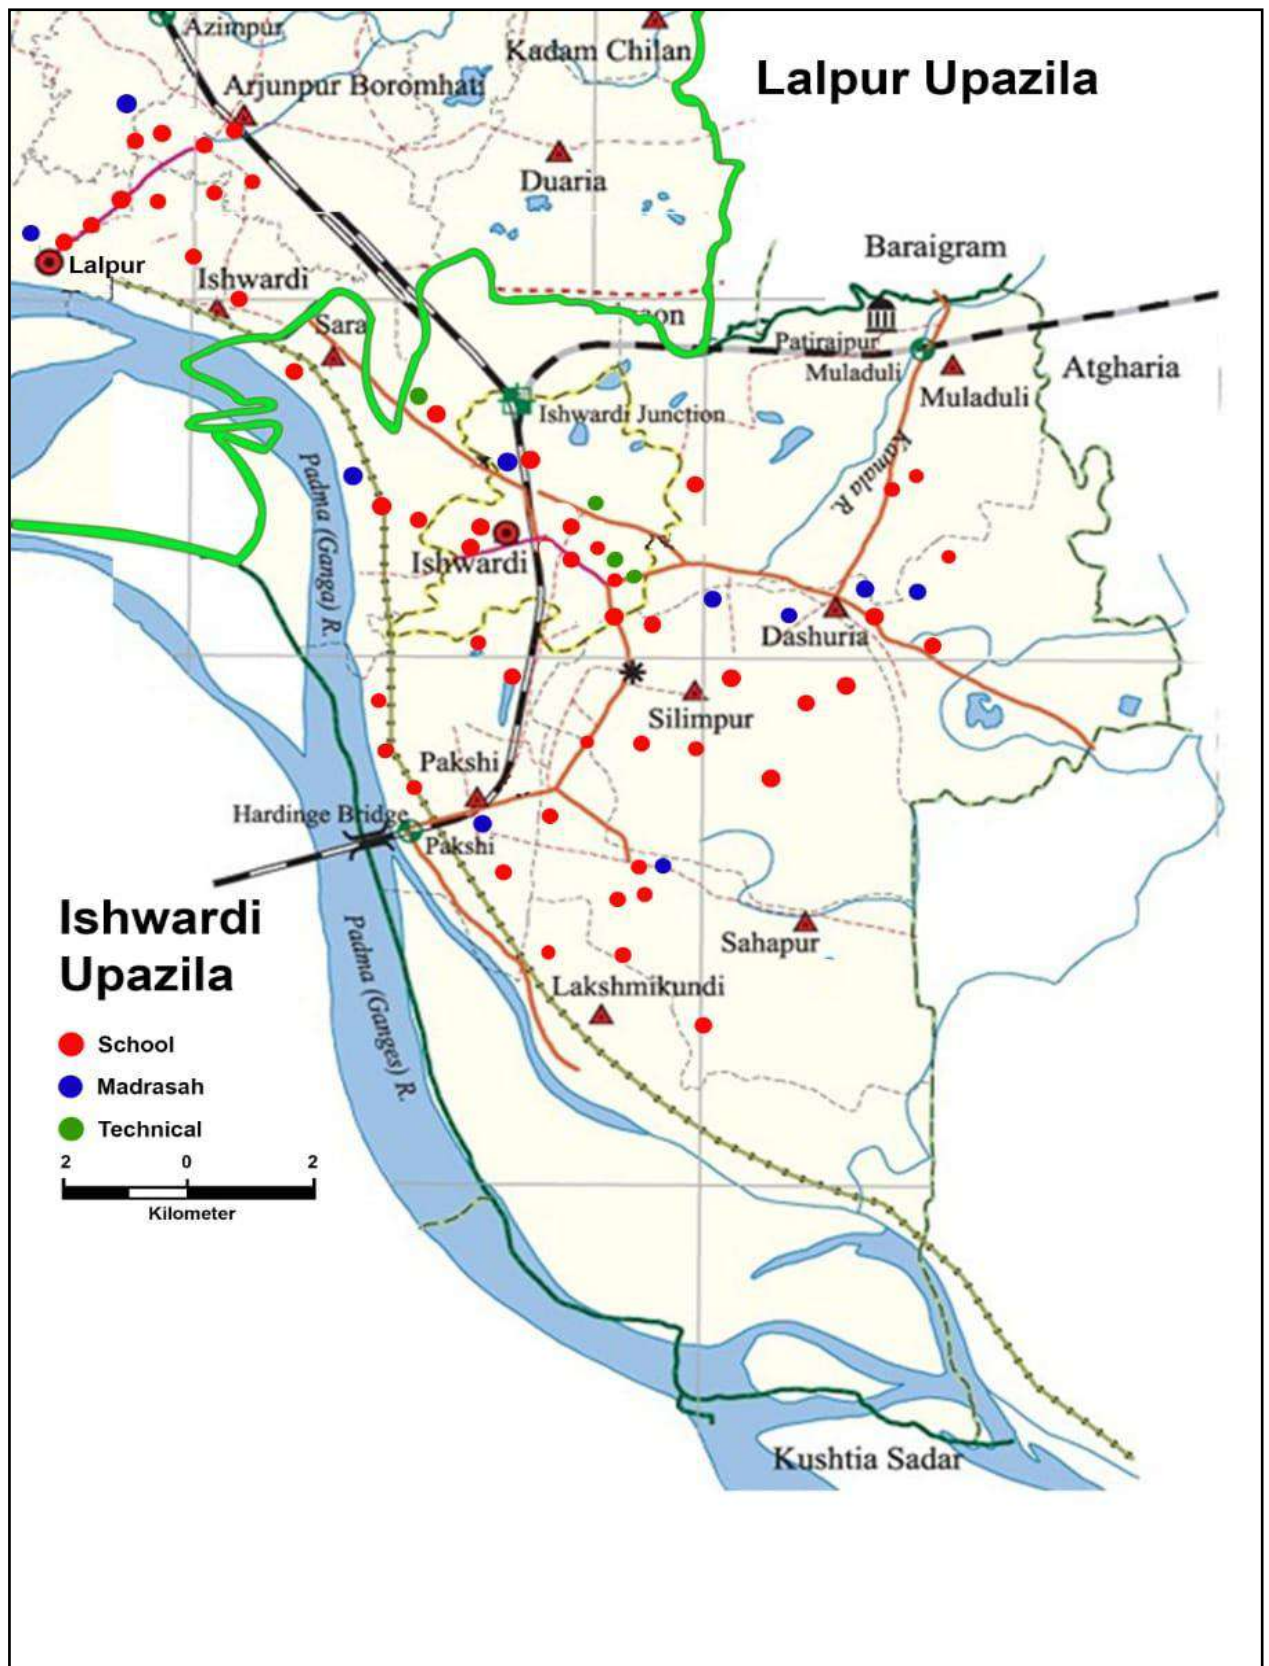 Azimpur
Kadam Chilan
Lalpur Upazila
Arjunpur Boromhati
Duaria
Baraigram
Lalpur
Ishwardi
Sara
Patirajpur
Muladuli
Muladuli
Atgharia
Ishwardi Junction
Kamala R.
Padma (Ganga) R.
Ishwardi
Dashuria
Silimpur
Pakshi
Hardinge Bridge
Pakshi
Ishwardi
Upazila
Padma (Ganges) R.
Sahapur
Lakshmikundi
School
Madrasah
Technical
2 0 2
Kilometer
Kushtia Sadar